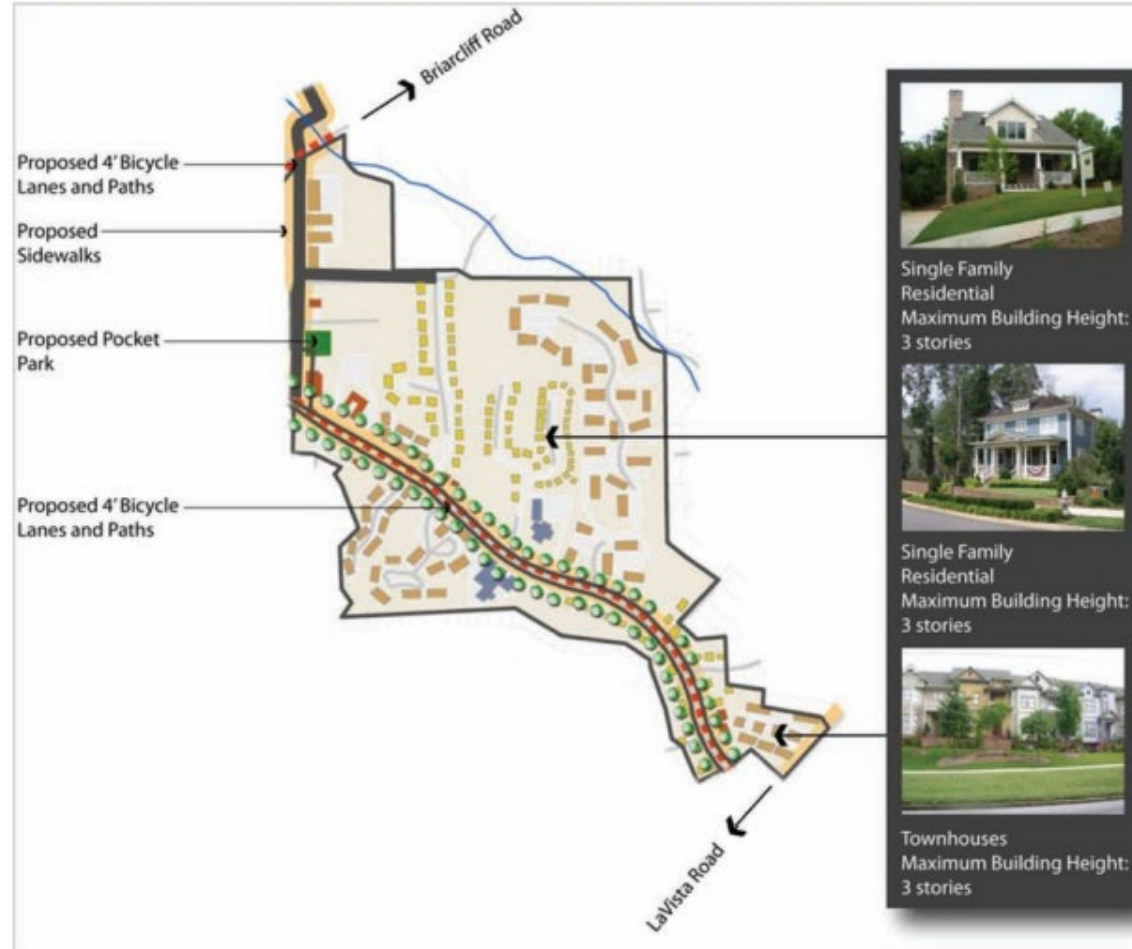 Briarcliff Road
Proposed 4' Bicycle
Lanes and Paths
Proposed
Sidewalks
Proposed Pocket
Park
Proposed 4' Bicycle
Lanes and Paths
LaVista Road
Single Family
Residential
Maximum Building Height:
3 stories
Single Family
Residential
Maximum Building Height:
3 stories
Townhouses
Maximum Building Height:
3 stories